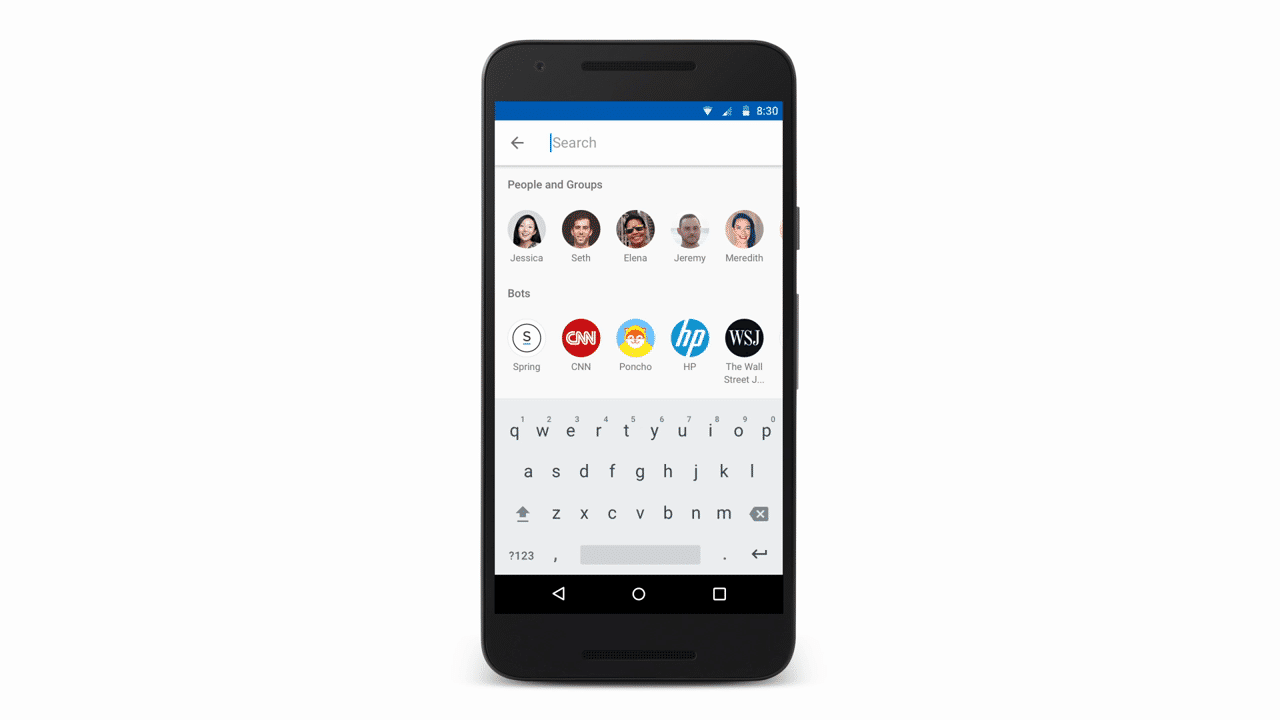 8:30
Search
People and Groups
Jessica Seth Elena Jeremy Meredith
Bots
S CNN hp WSJ
Spring CNN Poncho HP The Wall
Street J...
1 2 3 4 5 6 7 8 9 0
q w e r t y u i o p
a s d f g h j k l
z x c v b n m
?123 , .